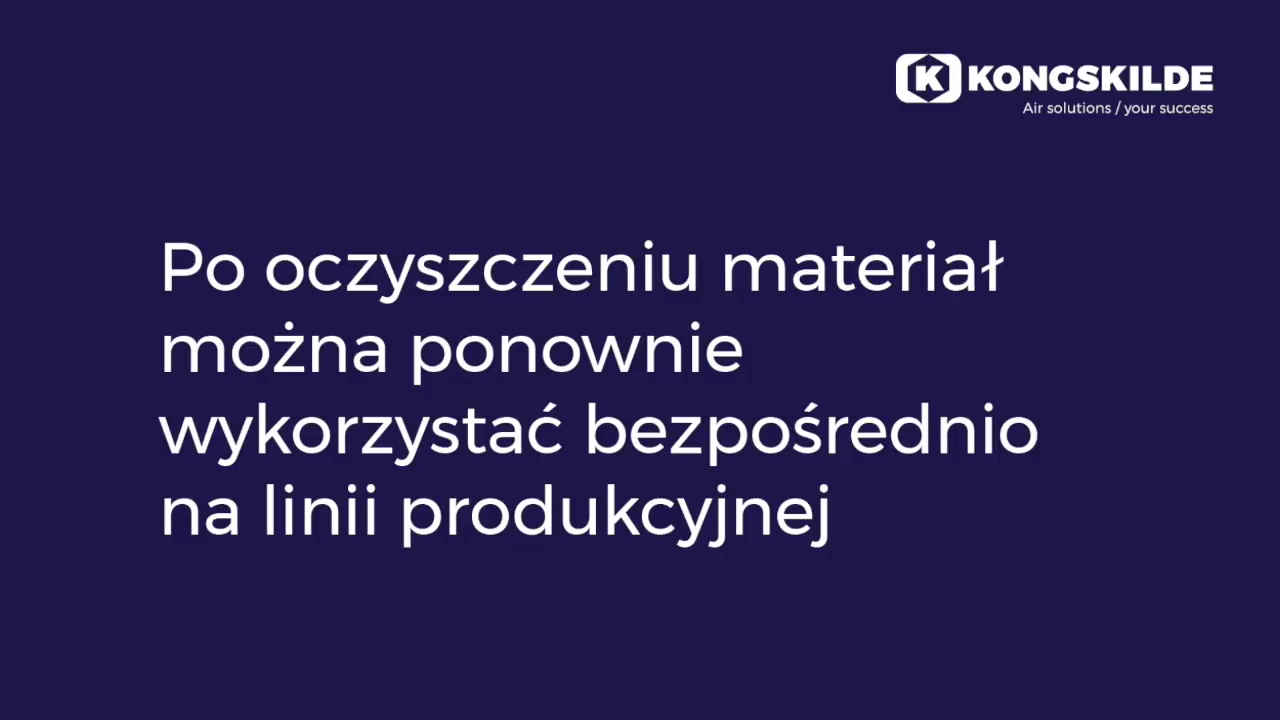 KONGSKILDE
Air solutions / your success
Po oczyszczeniu materiał
można ponownie
wykorzystać bezpośrednio
na linii produkcyjnej